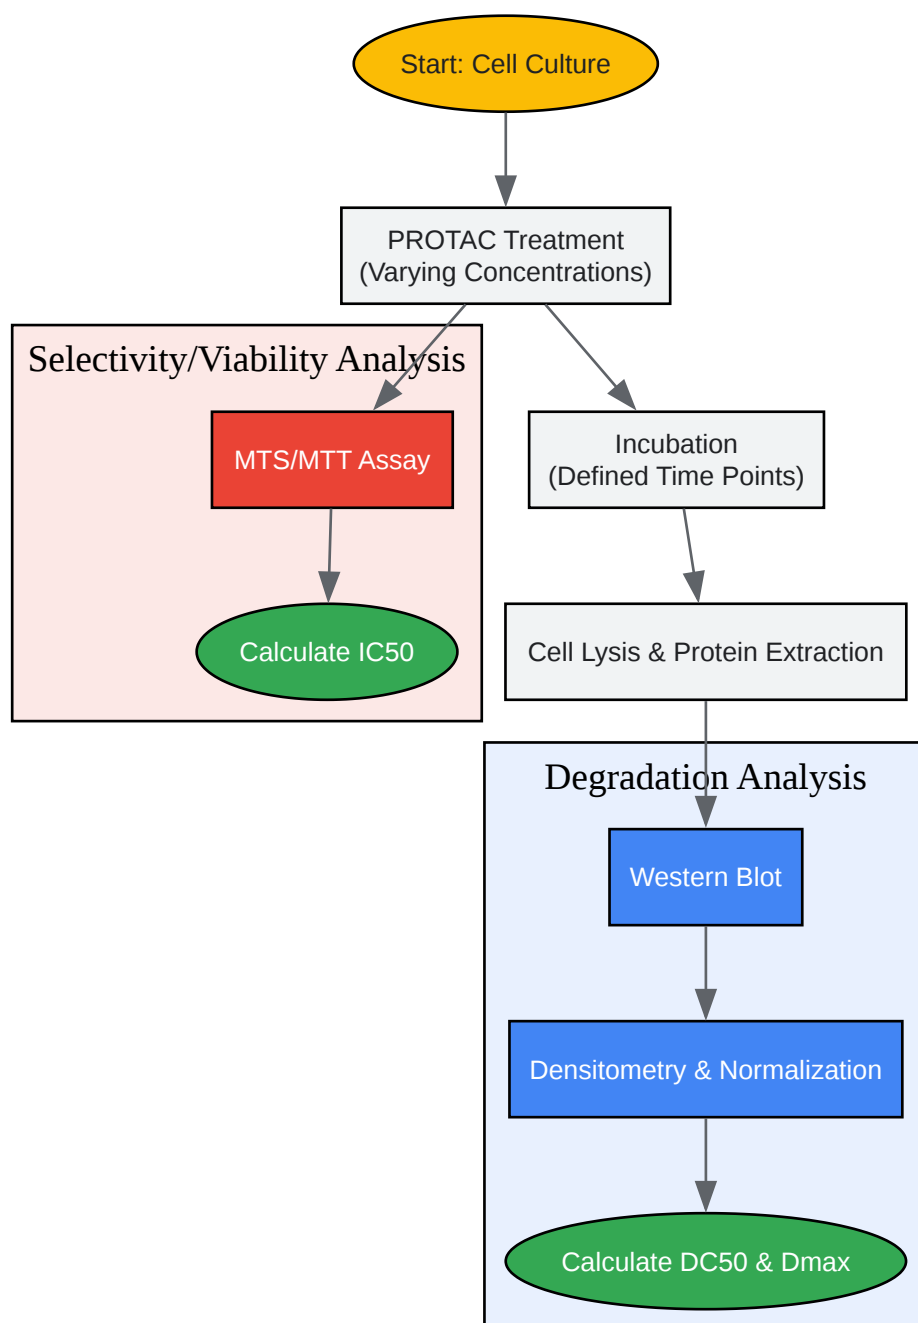 Start: Cell Culture
PROTAC Treatment
(Varying Concentrations)
Selectivity/Viability Analysis
MTS/MTT Assay
Calculate IC50
Incubation
(Defined Time Points)
Cell Lysis & Protein Extraction
Degradation Analysis
Western Blot
Densitometry & Normalization
Calculate DC50 & Dmax